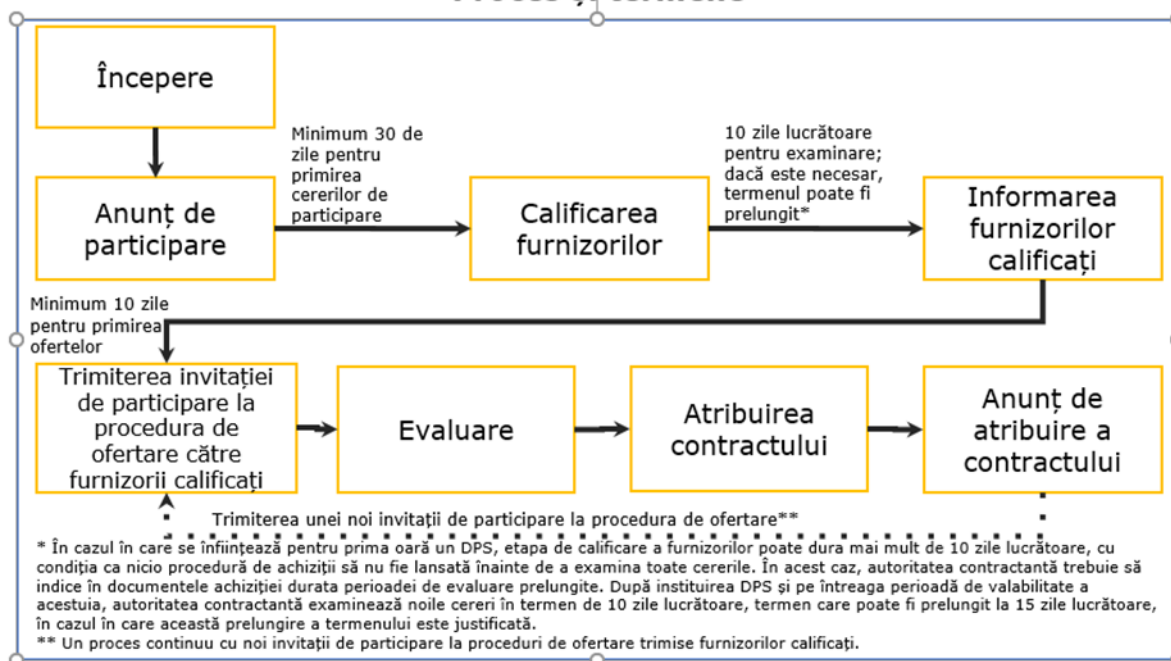 Proces și termene
Începere
Minimum 30 de
zile pentru
primirea
cererilor de
participare
10 zile lucrătoare
pentru examinare;
dacă este necesar,
termenul poate fi
prelungit*
Anunț de
participare
Calificarea
furnizorilor
Informarea
furnizorilor
calificați
Minimum 10 zile
pentru primirea
ofertelor
Trimiterea invitației
de participare la
procedura de
ofertare către
furnizorii calificați
Evaluare
Atribuirea
contractului
Anunț de
atribuire a
contractului
Trimiterea unei noi invitații de participare la procedura de ofertare**
* În cazul în care se înființează pentru prima oară un DPS, etapa de calificare a furnizorilor poate dura mai mult de 10 zile lucrătoare, cu
condiția ca nicio procedură de achiziții să nu fie lansată înainte de a examina toate cererile. În acest caz, autoritatea contractantă trebuie să
indice în documentele achiziției durata perioadei de evaluare prelungite. După instituirea DPS și pe întreaga perioadă de valabilitate a
acestuia, autoritatea contractantă examinează noile cereri în termen de 10 zile lucrătoare, termen care poate fi prelungit la 15 zile lucrătoare,
în cazul în care această prelungire a termenului este justificată.
** Un proces continuu cu noi invitații de participare la proceduri de ofertare trimise furnizorilor calificați.